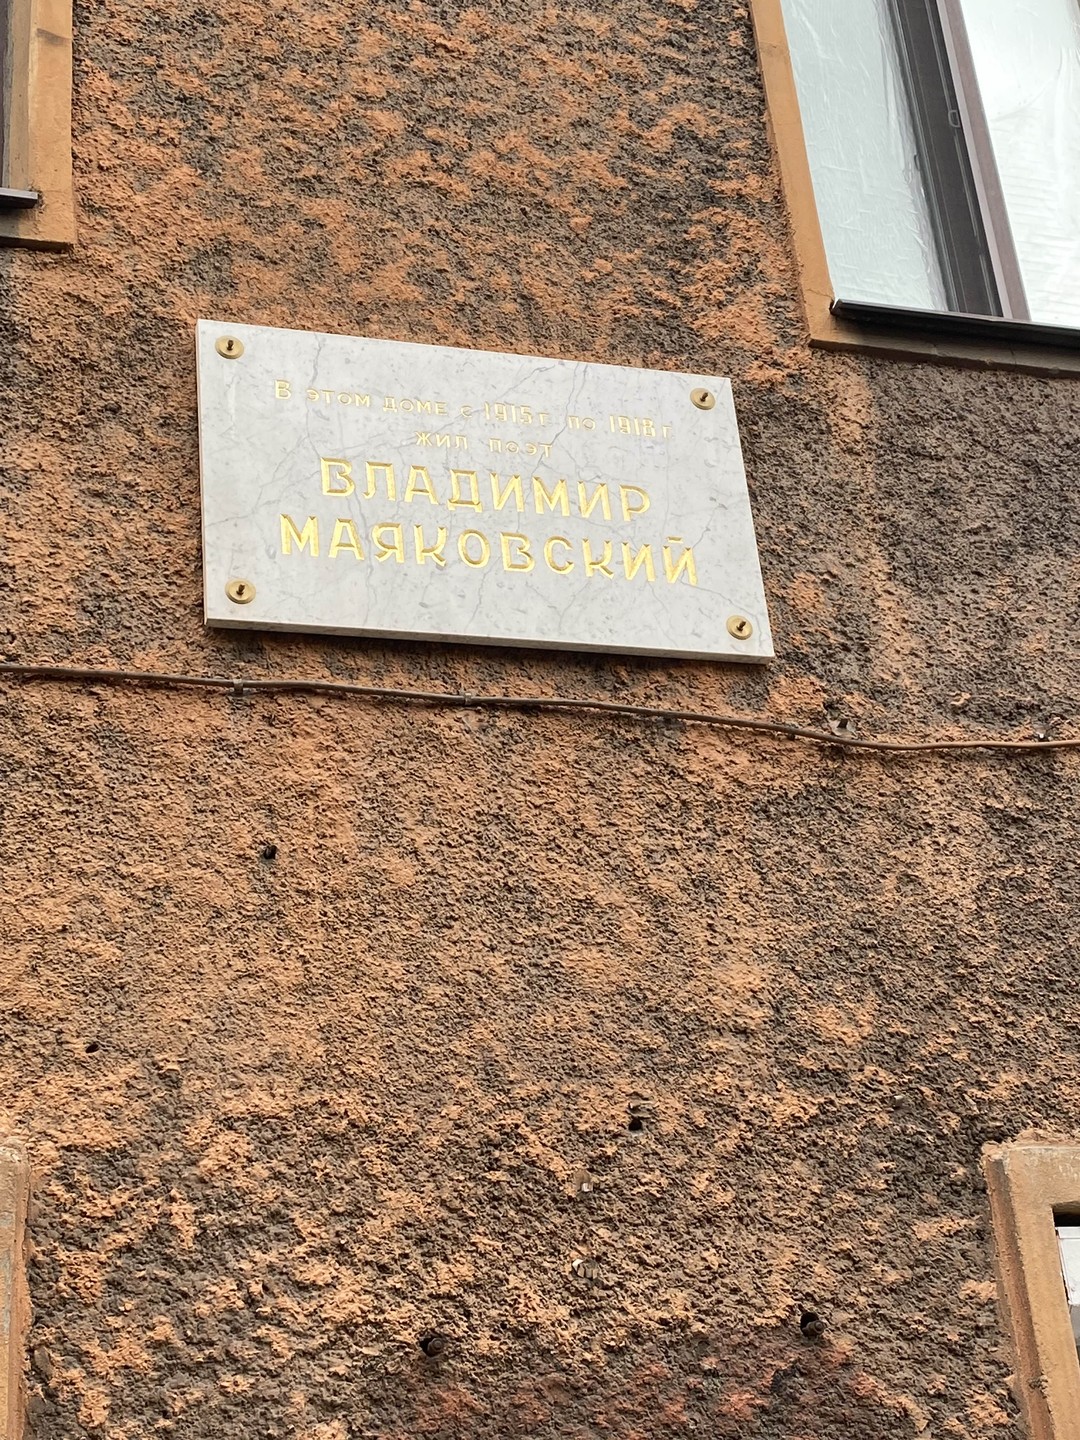 В этом доме с 1915 г. по 1918 г.
жил поэт
ВЛАДИМИР
МАЯКОВСКИЙ